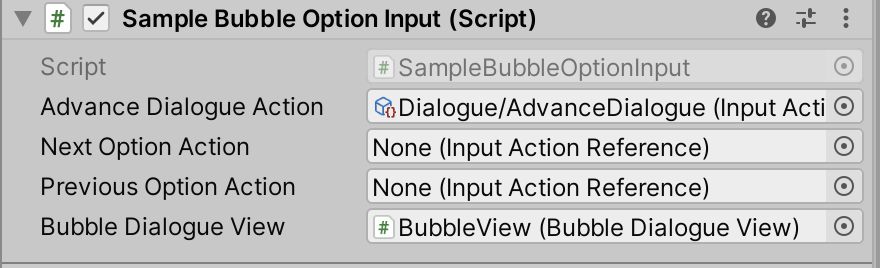 Sample Bubble Option Input (Script)
Script SampleBubbleOptionInput
Advance Dialogue Action Dialogue/AdvanceDialogue (Input Acti
Next Option Action None (Input Action Reference)
Previous Option Action None (Input Action Reference)
Bubble Dialogue View BubbleView (Bubble Dialogue View)